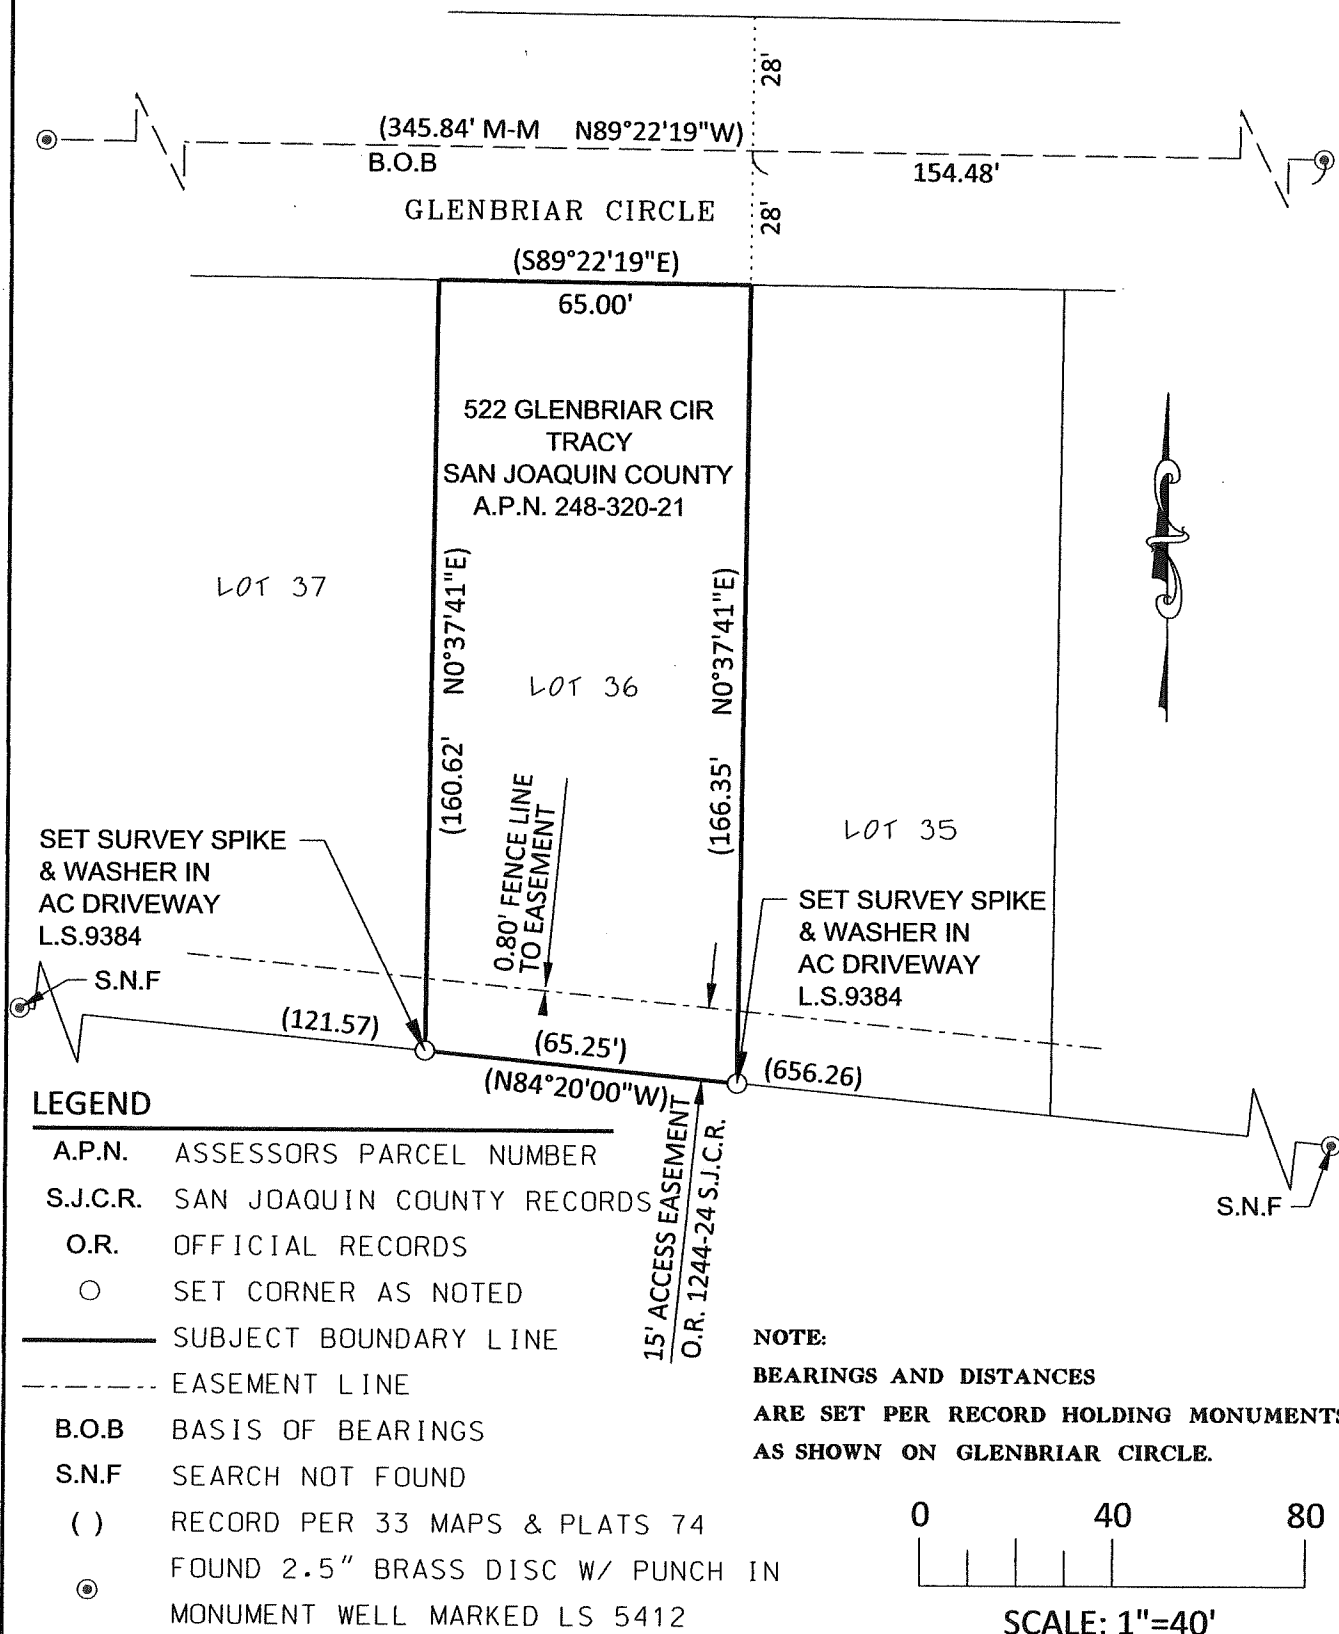 28'
(345.84' M-M N89°22'19"W)
B.O.B
154.48'
GLENBRIAR CIRCLE
28'
(S89°22'19"E)
65.00'
522 GLENBRIAR CIR
TRACY
SAN JOAQUIN COUNTY
A.P.N. 248-320-21
LOT 37
(160.62' N0°37'41"E)
LOT 36
(166.35' N0°37'41"E)
LOT 35
0.80' FENCE LINE
TO EASEMENT
SET SURVEY SPIKE
& WASHER IN
AC DRIVEWAY
L.S.9384
SET SURVEY SPIKE
& WASHER IN
AC DRIVEWAY
L.S.9384
S.N.F
(121.57)
(65.25')
(N84°20'00"W)
(656.26)
15' ACCESS EASEMENT
O.R. 1244-24 S.J.C.R.
S.N.F
LEGEND
A.P.N. ASSESSORS PARCEL NUMBER
S.J.C.R. SAN JOAQUIN COUNTY RECORDS
O.R. OFFICIAL RECORDS
SET CORNER AS NOTED
SUBJECT BOUNDARY LINE
EASEMENT LINE
B.O.B BASIS OF BEARINGS
S.N.F SEARCH NOT FOUND
( ) RECORD PER 33 MAPS & PLATS 74
FOUND 2.5" BRASS DISC W/ PUNCH IN
MONUMENT WELL MARKED LS 5412
NOTE:
BEARINGS AND DISTANCES
ARE SET PER RECORD HOLDING MONUMENTS
AS SHOWN ON GLENBRIAR CIRCLE.
0 40 80
SCALE: 1"=40'